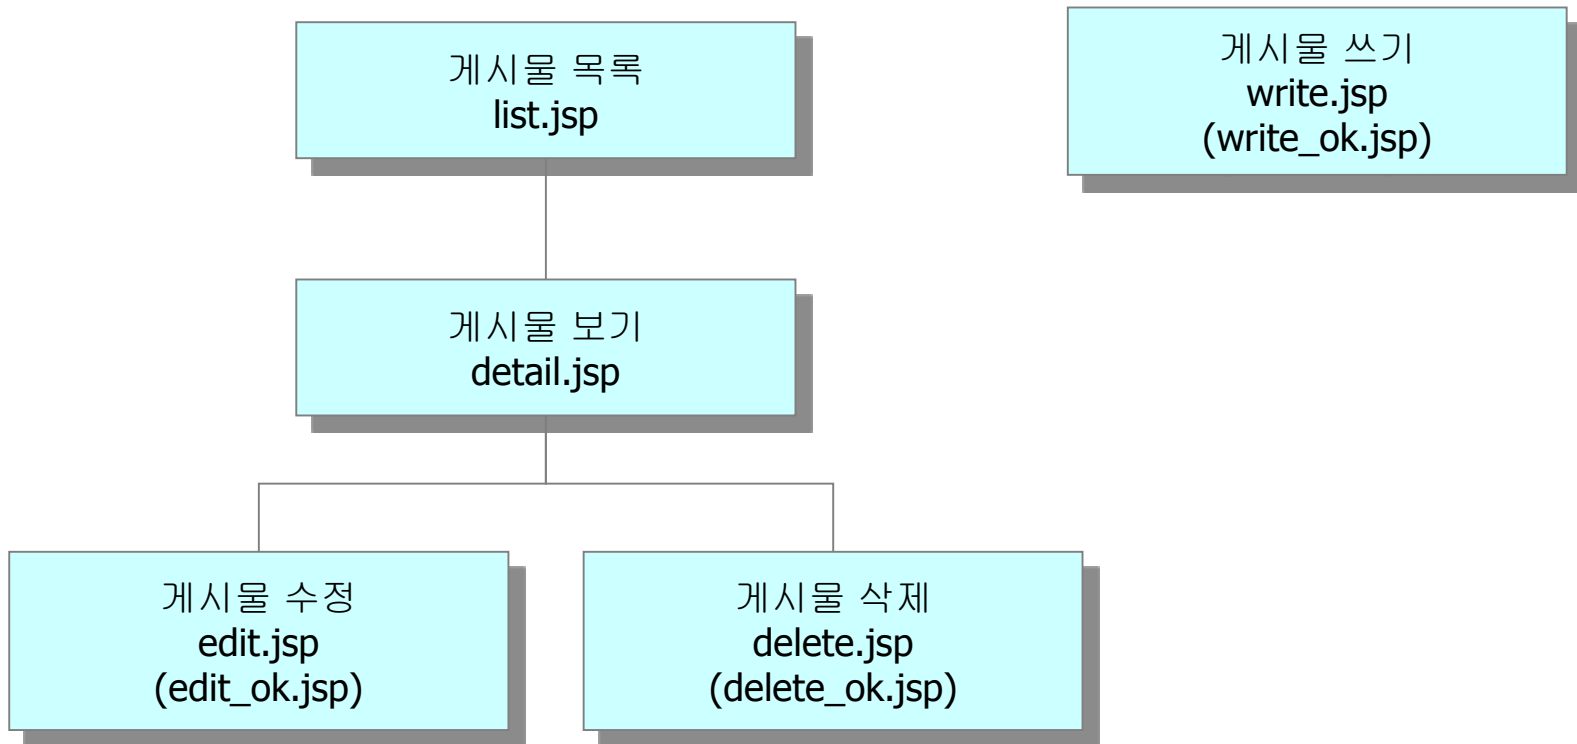 게시물 목록
list.jsp
게시물 쓰기
write.jsp
(write_ok.jsp)
게시물 보기
detail.jsp
게시물 수정
edit.jsp
(edit_ok.jsp)
게시물 삭제
delete.jsp
(delete_ok.jsp)